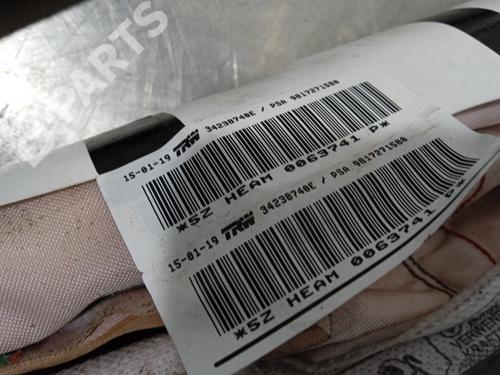 B-PARTS
15-01-19 TRW 34238740E / PSA 9817271580
*SZ HEAM 0063741 P*
15-01-19 TRW 34238740E / PSA 9817271580
*SZ HEAM 0063741 P*